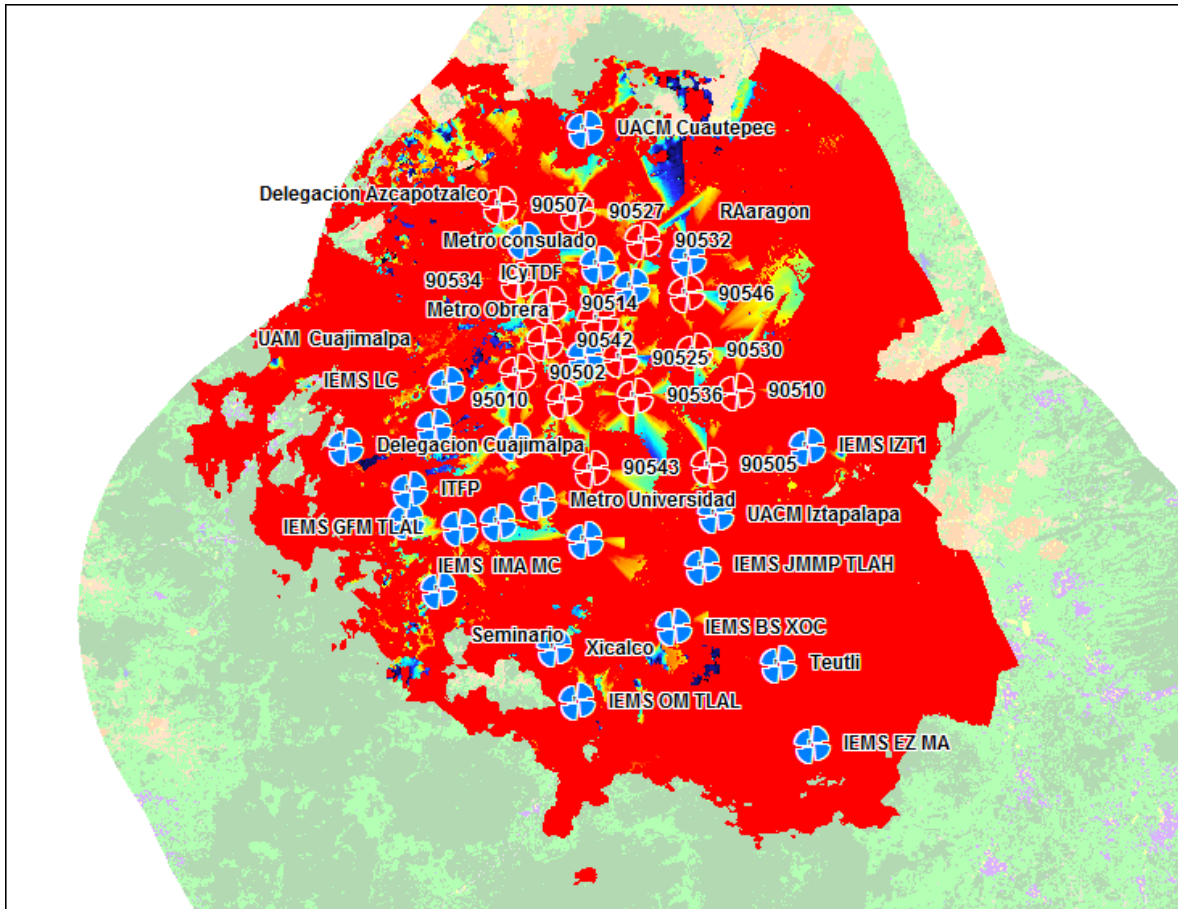 UACM Cuautepec
Delegacion Azcapotzalco
90507
90527
RAaragon
Metro consulado
90532
90534
ICyTDF
90546
Metro Obrera
90514
UAM Cuajimalpa
90542
90525
90530
IEMS LC
90502
95010
90536
90510
Delegacion Cuajimalpa
IEMS IZT1
90543
90505
ITFP
Metro Universidad
UACM Iztapalapa
IEMS GFM TLAL
IEMS IMA MC
IEMS JMMP TLAH
IEMS BS XOC
Seminario
Xicalco
Teutli
IEMS OM TLAL
IEMS EZ MA